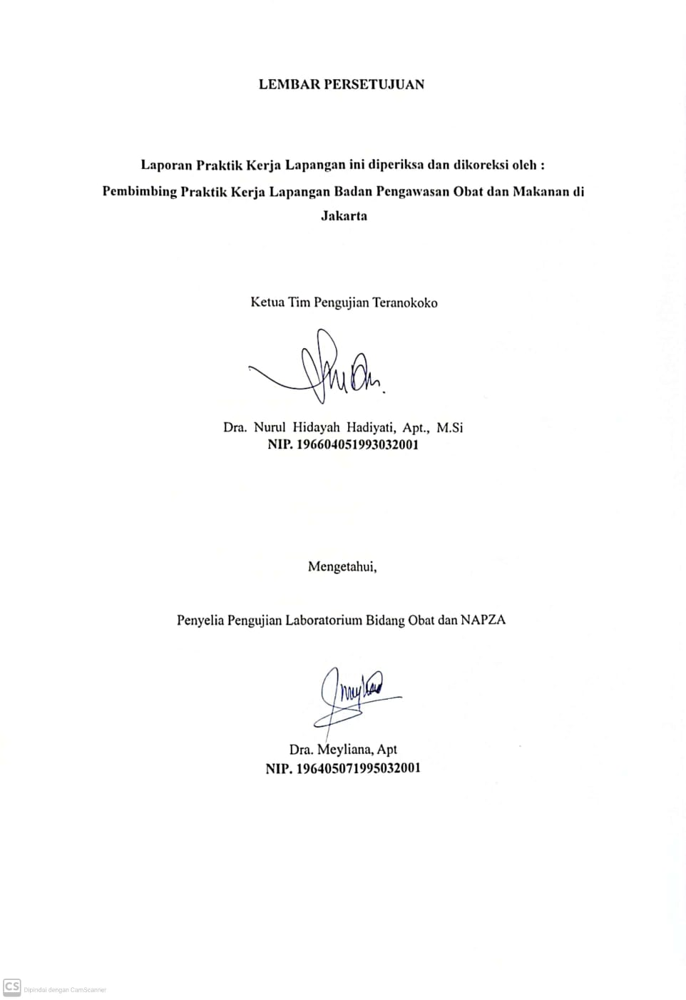 LEMBAR PERSETUJUAN
Laporan Praktik Kerja Lapangan ini diperiksa dan dikoreksi oleh :
Pembimbing Praktik Kerja Lapangan Badan Pengawasan Obat dan Makanan di
Jakarta
Ketua Tim Pengujian Teranokoko
Dra. Nurul Hidayah Hadiyati, Apt., M.Si
NIP. 196604051993032001
Mengetahui,
Penyelia Pengujian Laboratorium Bidang Obat dan NAPZA
Dra. Meyliana, Apt
NIP. 196405071995032001
CS Dipindai dengan CamScanner